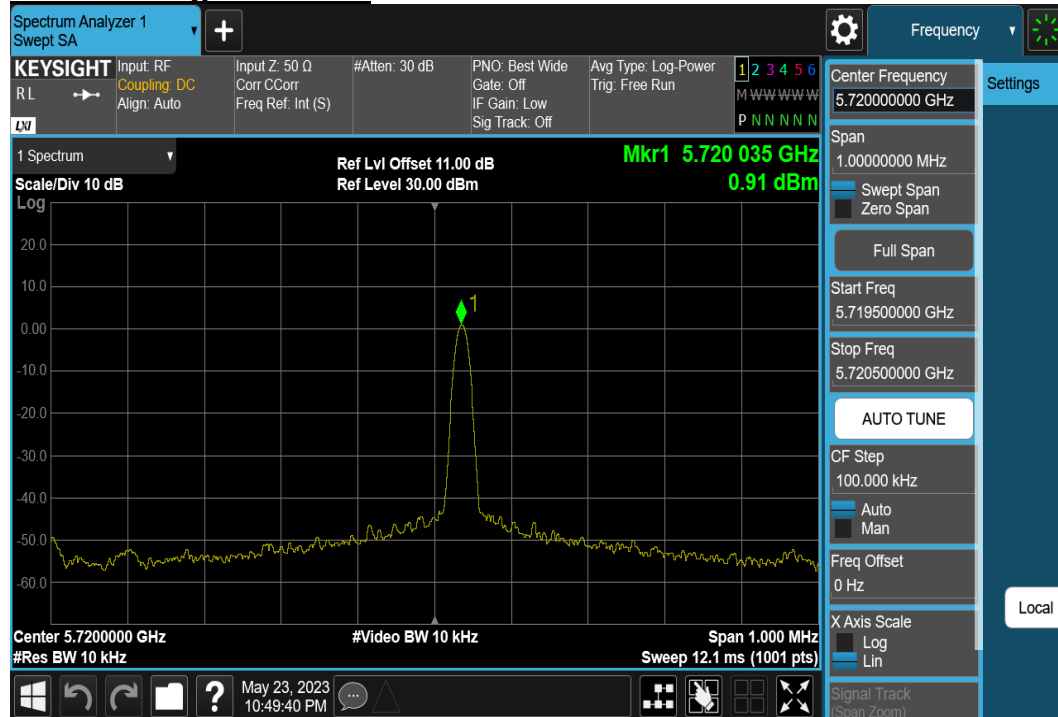 Spectrum Analyzer 1
Swept SA
+
Frequency
KEYSIGHT
R L
LXI
Input: RF
Coupling: DC
Align: Auto
Input Z: 50 Ω
Corr CCorr
Freq Ref: Int (S)
#Atten: 30 dB
PNO: Best Wide
Gate: Off
IF Gain: Low
Sig Track: Off
Avg Type: Log-Power
Trig: Free Run
1 2 3 4 5 6
M W W W W W
P N N N N N
1 Spectrum
Scale/Div 10 dB
Ref Lvl Offset 11.00 dB
Ref Level 30.00 dBm
Mkr1 5.720 035 GHz
0.91 dBm
Log
20.0
10.0
0.00
-10.0
-20.0
-30.0
-40.0
-50.0
-60.0
1
Center 5.7200000 GHz
#Video BW 10 kHz
Span 1.000 MHz
#Res BW 10 kHz
Sweep 12.1 ms (1001 pts)
?
May 23, 2023
10:49:40 PM
Center Frequency
5.720000000 GHz
Span
1.00000000 MHz
Swept Span
Zero Span
Full Span
Start Freq
5.719500000 GHz
Stop Freq
5.720500000 GHz
AUTO TUNE
CF Step
100.000 kHz
Auto
Man
Freq Offset
0 Hz
X Axis Scale
Log
Lin
Signal Track
(Span Zoom)
Settings
Local